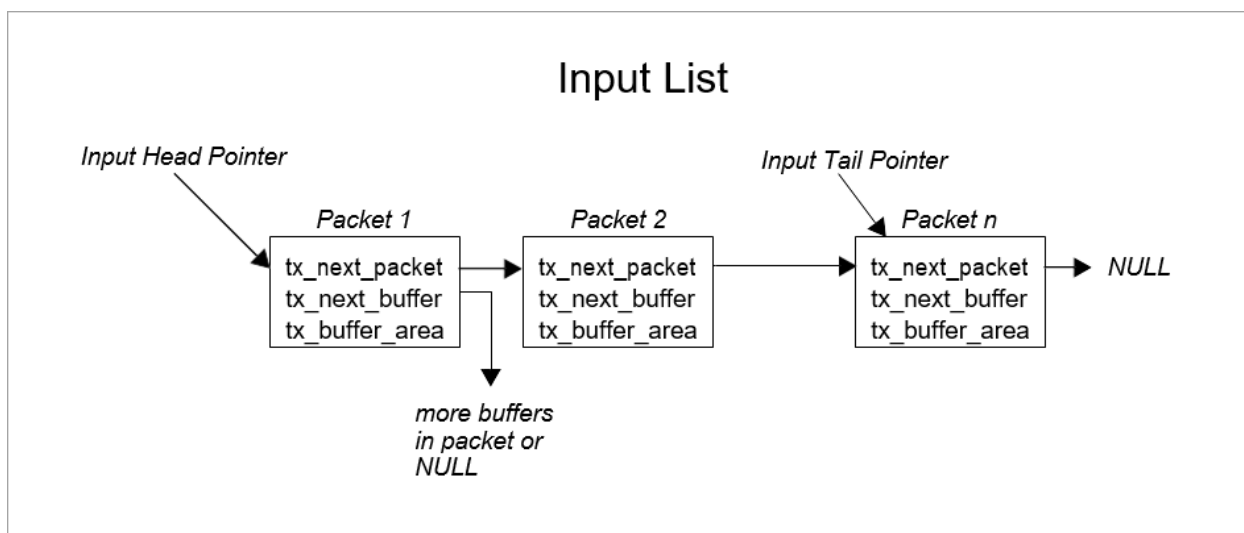 Input List
Input Head Pointer
Input Tail Pointer
Packet 1
Packet 2
Packet n
tx_next_packet
tx_next_buffer
tx_buffer_area
tx_next_packet
tx_next_buffer
tx_buffer_area
tx_next_packet
tx_next_buffer
tx_buffer_area
NULL
more buffers
in packet or
NULL